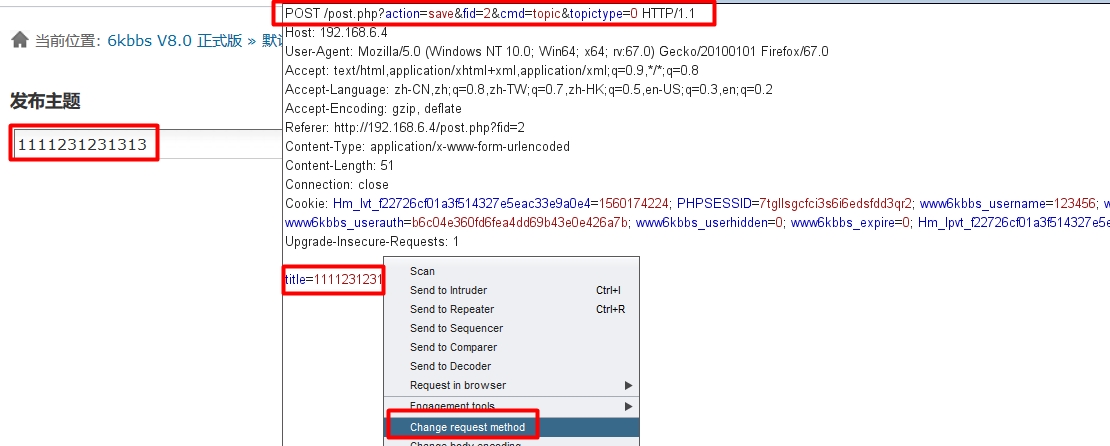 当前位置: 6kbbs V8.0 正式版 » 默
发布主题
1111231231313
POST /post.php?action=save&fid=2&cmd=topic&topictype=0 HTTP/1.1
Host: 192.168.6.4
User-Agent: Mozilla/5.0 (Windows NT 10.0; Win64; x64; rv:67.0) Gecko/20100101 Firefox/67.0
Accept: text/html,application/xhtml+xml,application/xml;q=0.9,*/*;q=0.8
Accept-Language: zh-CN,zh;q=0.8,zh-TW;q=0.7,zh-HK;q=0.5,en-US;q=0.3,en;q=0.2
Accept-Encoding: gzip, deflate
Referer: http://192.168.6.4/post.php?fid=2
Content-Type: application/x-www-form-urlencoded
Content-Length: 51
Connection: close
Cookie: Hm_lvt_f22726cf01a3f514327e5eac33e9a0e4=1560174224; PHPSESSID=7tgllsgcfci3s6i6edsfdd3qr2; www6kbbs_username=123456; w
www6kbbs_userauth=b6c04e360fd6fea4dd69b43e0e426a7b; www6kbbs_userhidden=0; www6kbbs_expire=0; Hm_lpvt_f22726cf01a3f514327e5e
Upgrade-Insecure-Requests: 1
title=1111231231
Scan
Send to Intruder Ctrl+I
Send to Repeater Ctrl+R
Send to Sequencer
Send to Comparer
Send to Decoder
Request in browser
Engagement tools
Change request method
Change body encoding